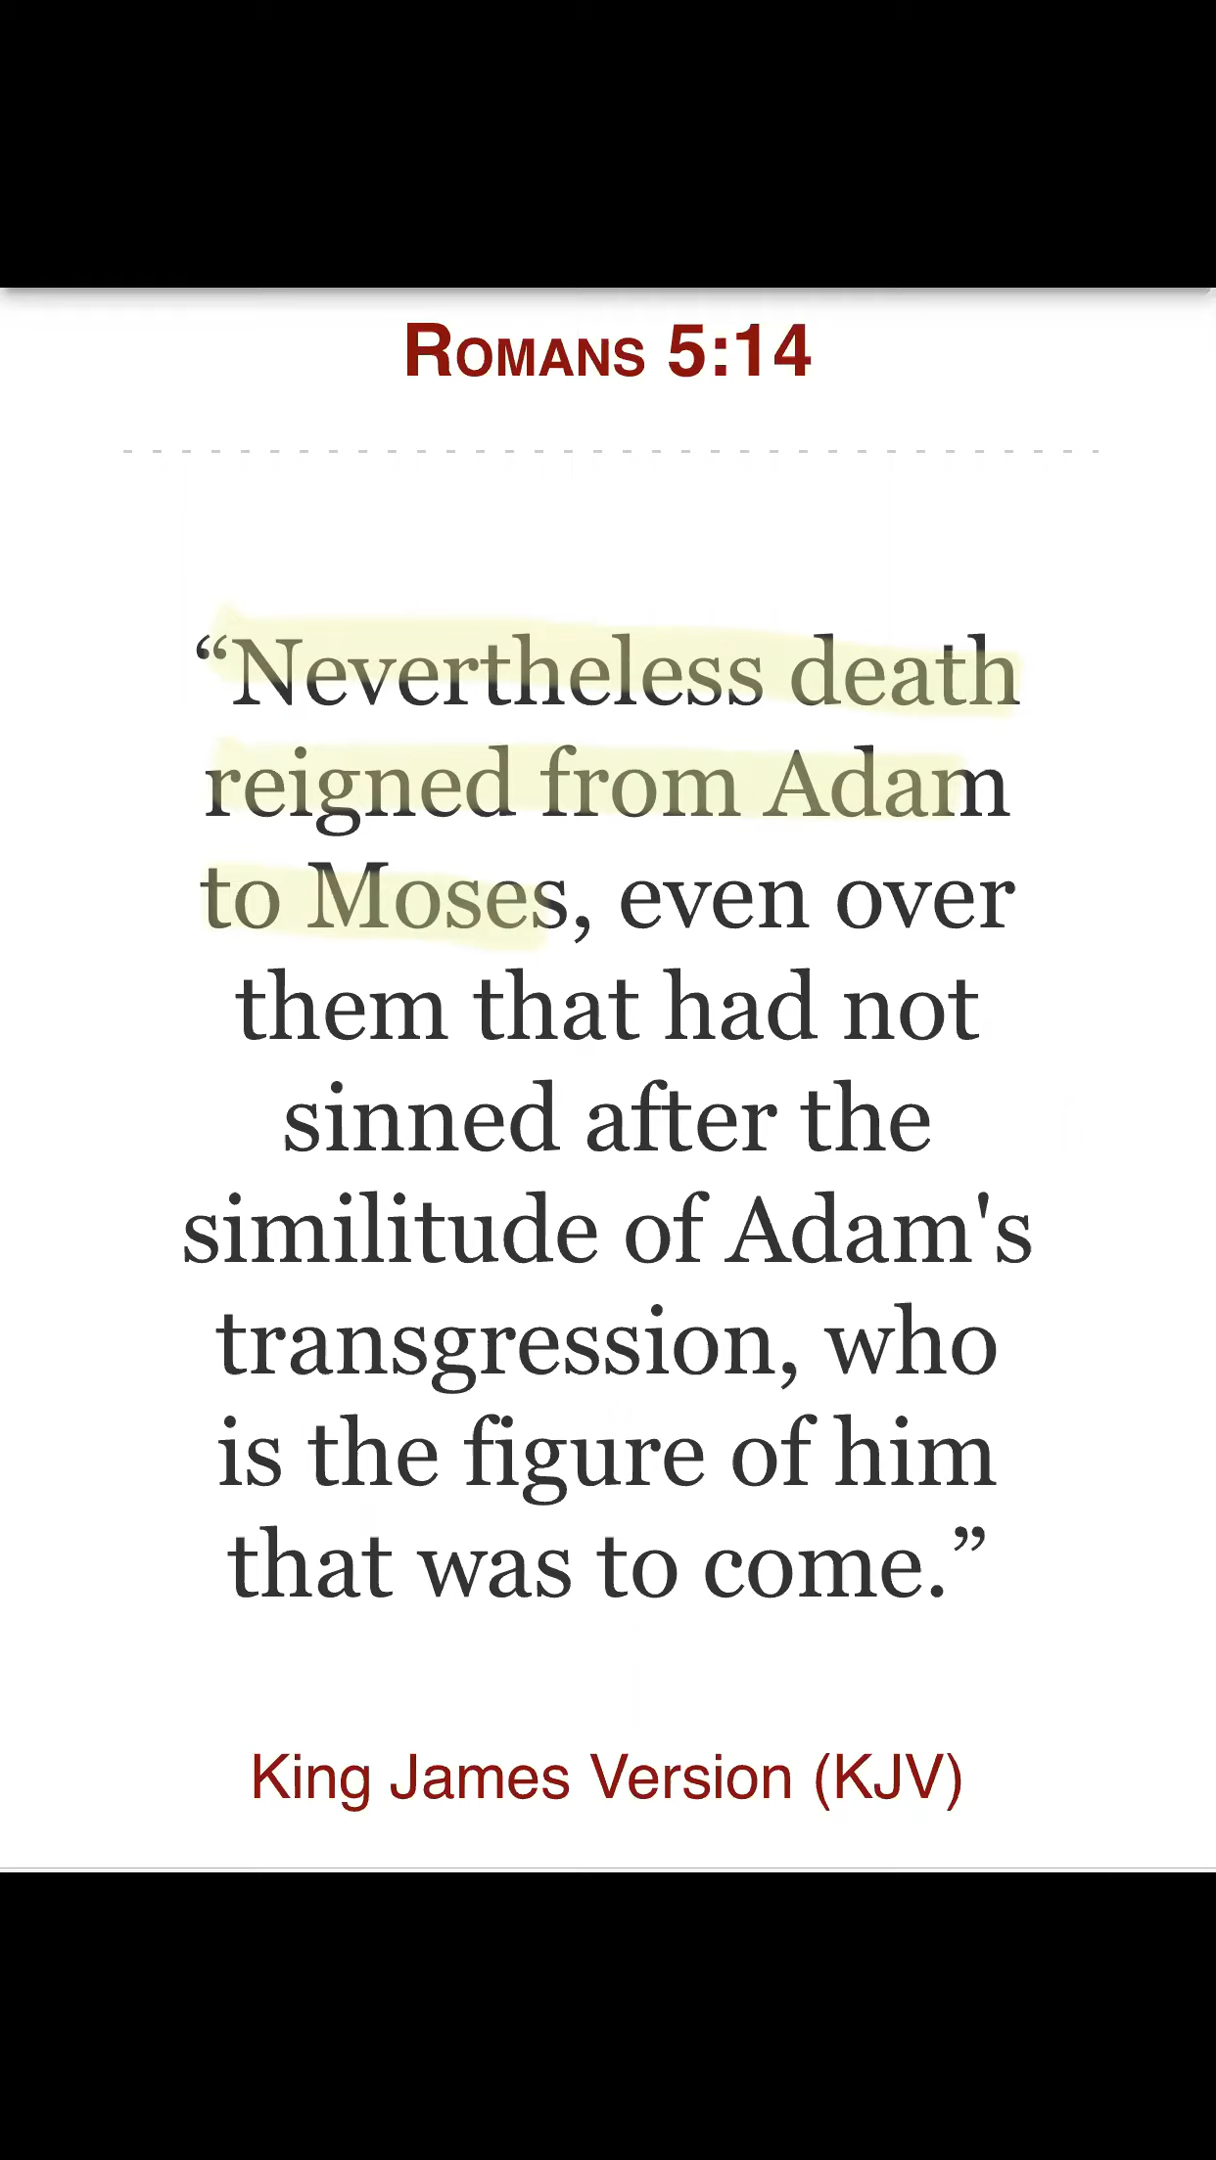 ROMANS 5:14
“Nevertheless death
reigned from Adam
to Moses, even over
them that had not
sinned after the
similitude of Adam's
transgression, who
is the figure of him
that was to come.”
King James Version (KJV)